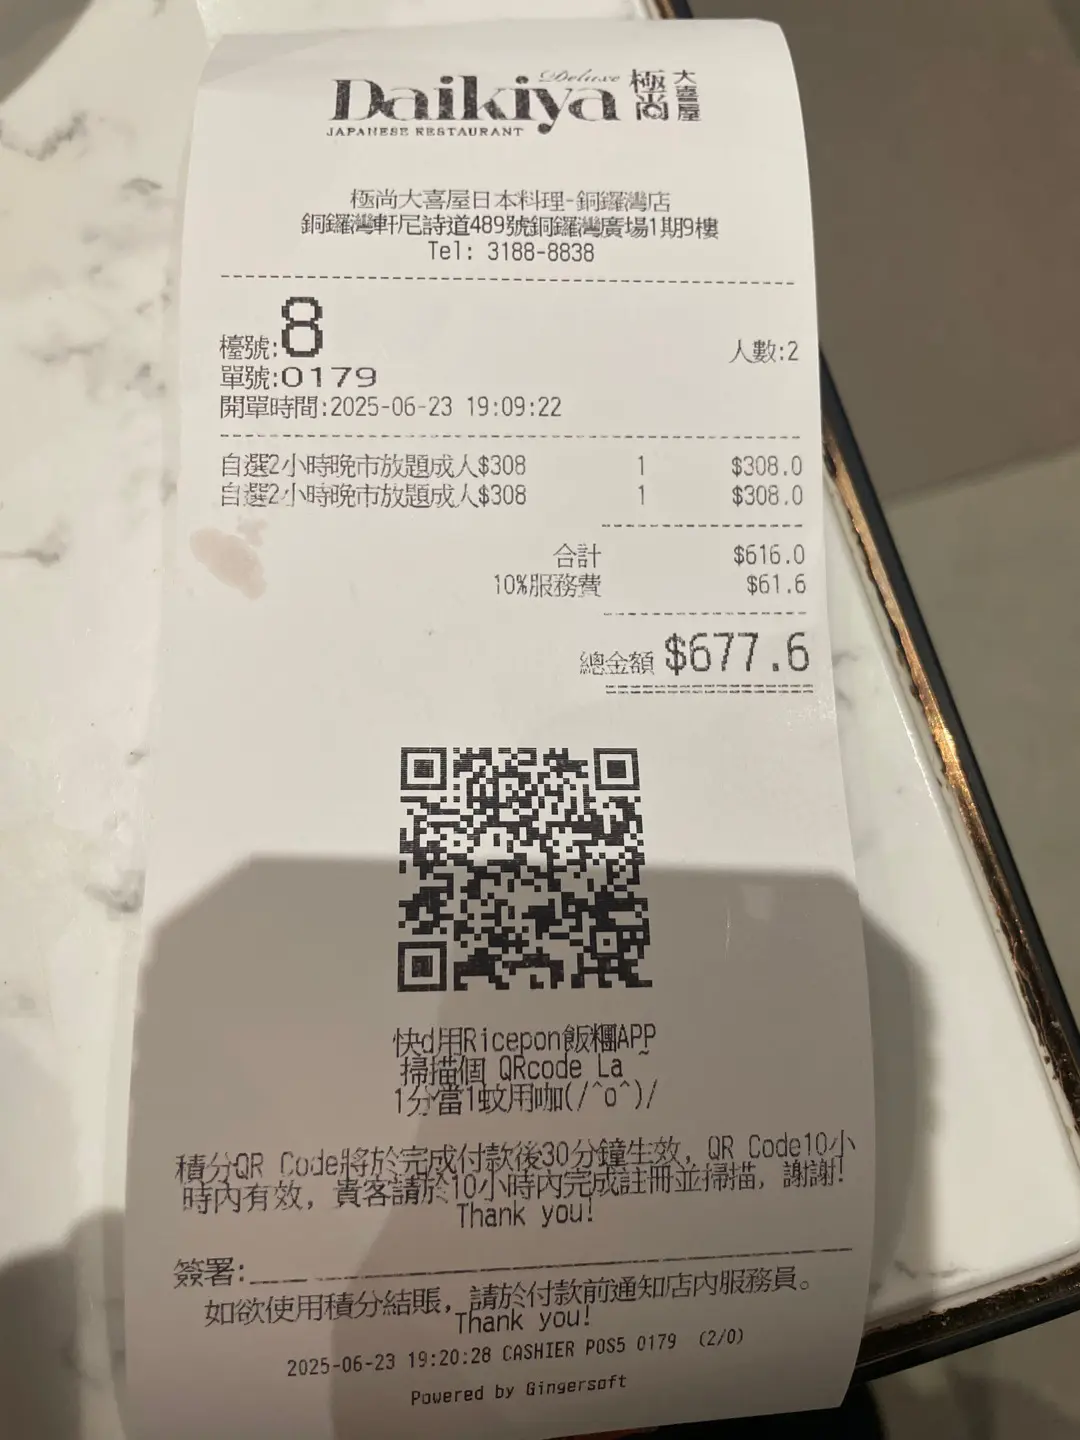 Daikiya Deluxe 極尚 大喜屋
JAPANESE RESTAURANT
極尚大喜屋日本料理-銅鑼灣店
銅鑼灣軒尼詩道489號銅鑼灣廣場1期9樓
Tel: 3188-8838
檯號:8 人數:2
單號:0179
開單時間:2025-06-23 19:09:22
自選2小時晚市放題成人$308 1 $308.0
自選2小時晚市放題成人$308 1 $308.0
合計 $616.0
10%服務費 $61.6
總金額 $677.6
快d用Ricepon飯糰APP
掃描個 QRcode La ~
1分當1蚊用咖(/^o^)/
積分QR Code將於完成付款後30分鐘生效, QR Code10小
時內有效, 貴客請於10小時內完成註冊並掃描, 謝謝!
Thank you!
簽署:
如欲使用積分結賬, 請於付款前通知店內服務員。
Thank you!
2025-06-23 19:20:28 CASHIER POS5 0179 (2/0)
Powered by Gingersoft